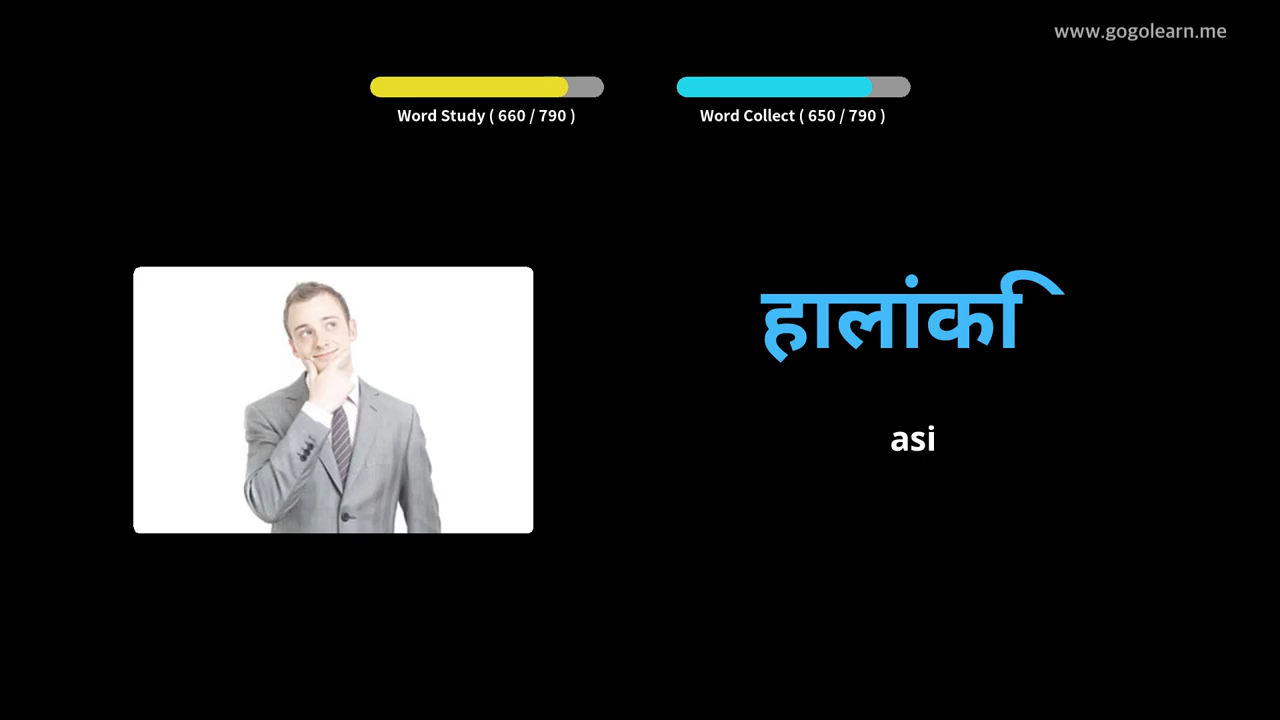 www.gogolearn.me
Word Study ( 660 / 790 )
Word Collect ( 650 / 790 )
हालांकि
asi